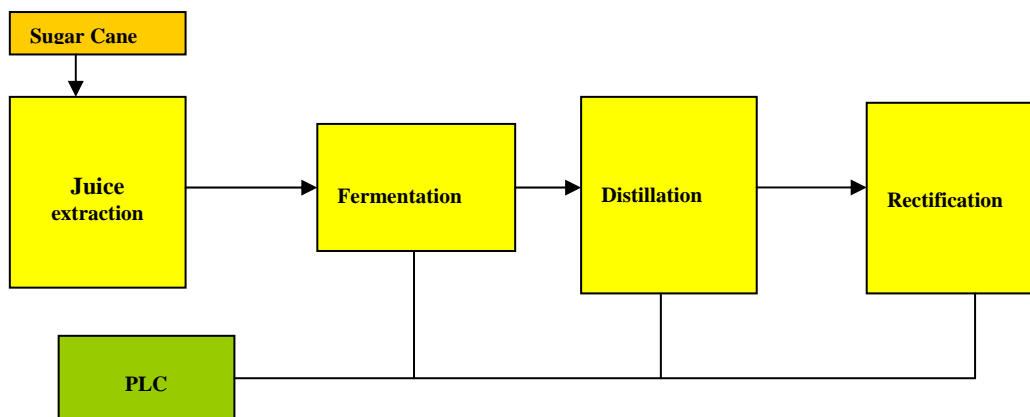 Sugar Cane
Juice
extraction
Fermentation
Distillation
Rectification
PLC